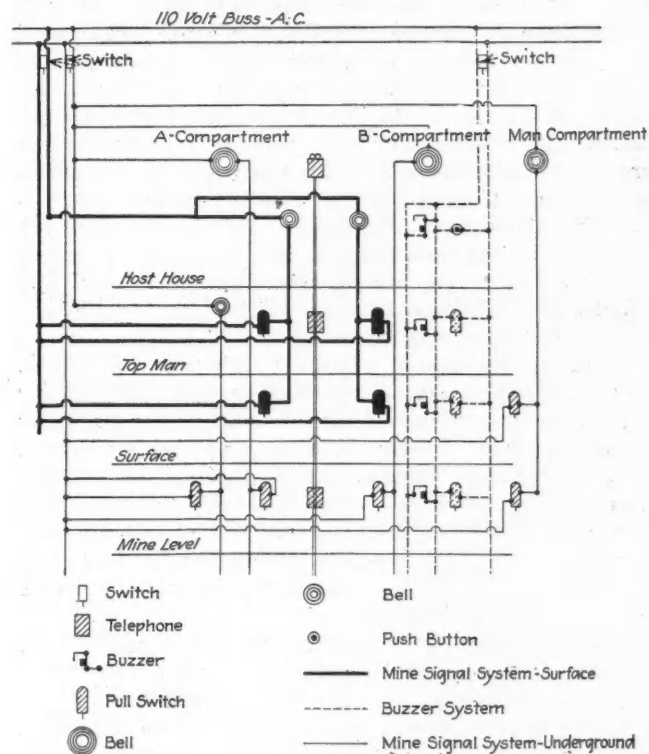 110 Volt Buss - A.C.
Switch
Switch
A-Compartment
B-Compartment
Man Compartment
Host House
Top Man
Surface
Mine Level
Switch
Telephone
Buzzer
Pull Switch
Bell
Bell
Push Button
Mine Signal System-Surface
Buzzer System
Mine Signal System-Underground